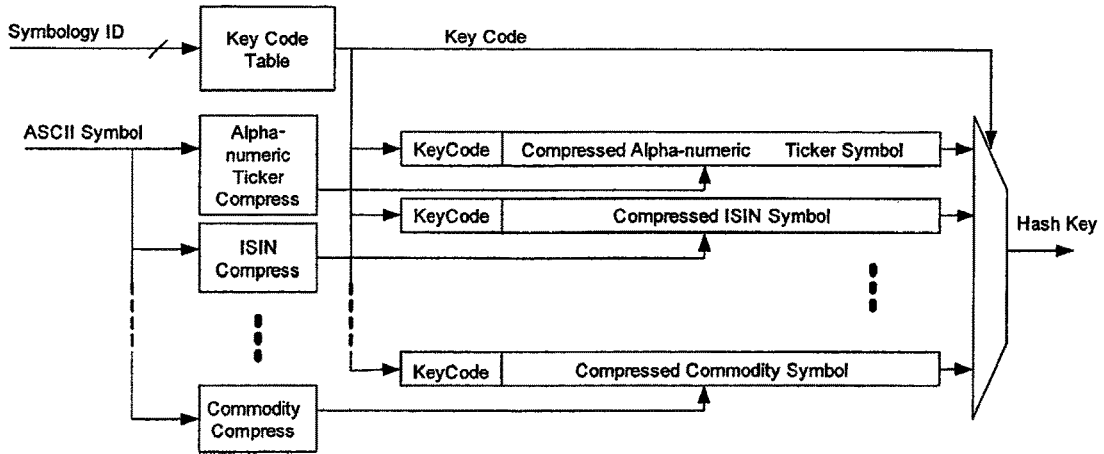 Symbology ID
Key Code
Table
Key Code
ASCII Symbol
Alpha-
numeric
Ticker
Compress
KeyCode
Compressed Alpha-numeric Ticker Symbol
KeyCode
Compressed ISIN Symbol
Hash Key
ISIN
Compress
KeyCode
Compressed Commodity Symbol
Commodity
Compress